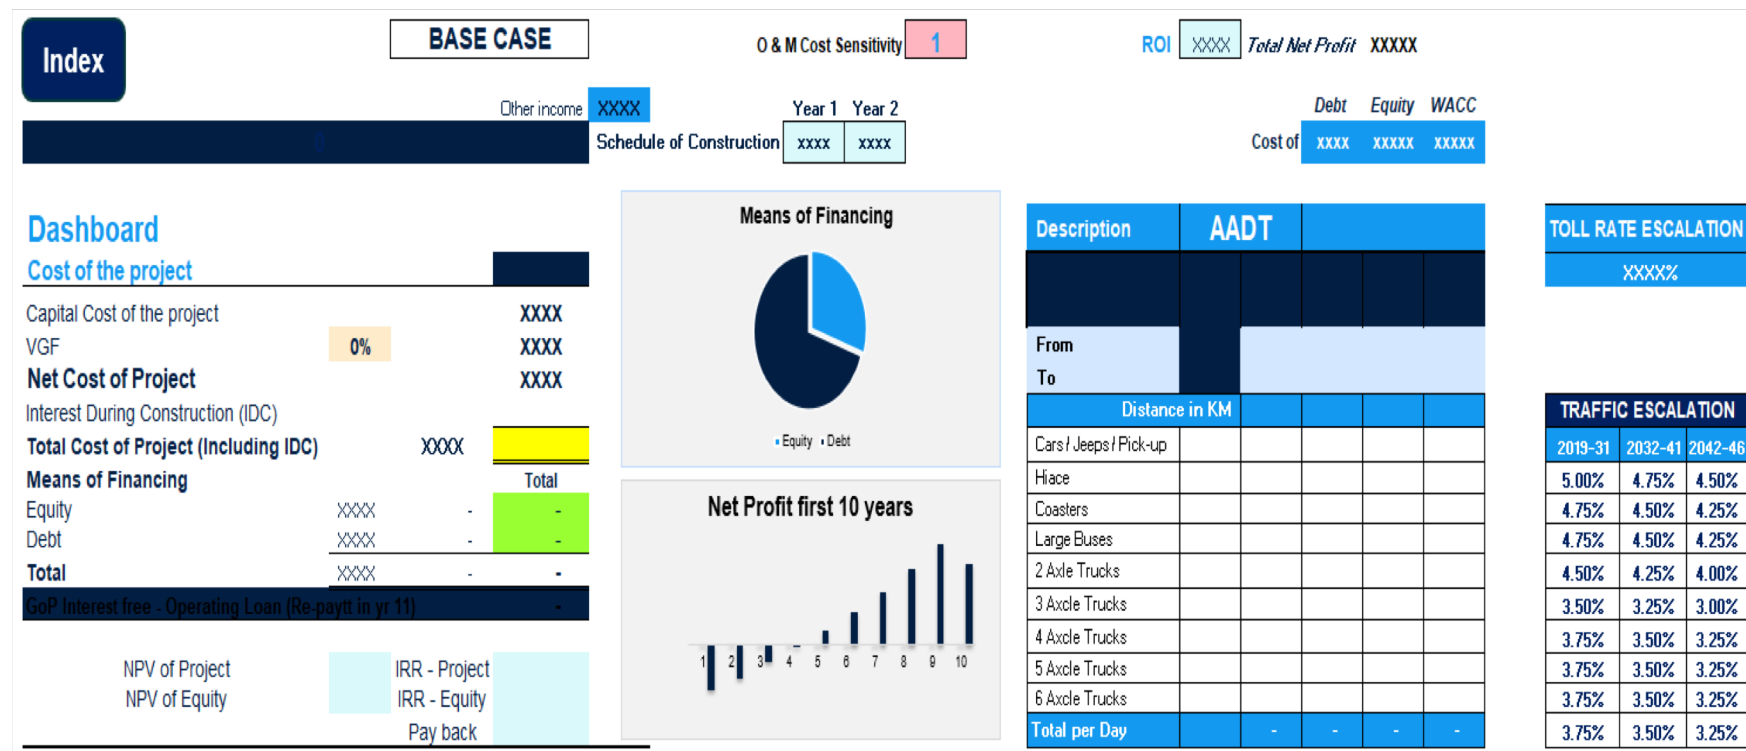 Index
BASE CASE
O & M Cost Sensitivity 1
ROI XXXX Total Net Profit XXXXX
Other income XXXX
Year 1 Year 2
Debt Equity WACC
0
Schedule of Construction xxxx xxxx
Cost of xxxx xxxxx xxxxx
Dashboard
Cost of the project
Capital Cost of the project XXXX
VGF 0% XXXX
Net Cost of Project XXXX
Interest During Construction (IDC)
Total Cost of Project (Including IDC) XXXX
Means of Financing Total
Equity XXXX - -
Debt XXXX - -
Total XXXX - -
GoP Interest free - Operating Loan (Re-paytt in yr 11) -
NPV of Project IRR - Project
NPV of Equity IRR - Equity
Pay back
Means of Financing
Equity Debt
Net Profit first 10 years
1 2 3 4 5 6 7 8 9 10
Description AADT
From
To
Distance in KM
Cars / Jeeps / Pick-up
Hiace
Coasters
Large Buses
2 Axle Trucks
3 Axcle Trucks
4 Axcle Trucks
5 Axcle Trucks
6 Axcle Trucks
Total per Day - - - -
TOLL RATE ESCALATION
XXXX%
TRAFFIC ESCALATION
2019-31 2032-41 2042-46
5.00% 4.75% 4.50%
4.75% 4.50% 4.25%
4.75% 4.50% 4.25%
4.50% 4.25% 4.00%
3.50% 3.25% 3.00%
3.75% 3.50% 3.25%
3.75% 3.50% 3.25%
3.75% 3.50% 3.25%
3.75% 3.50% 3.25%